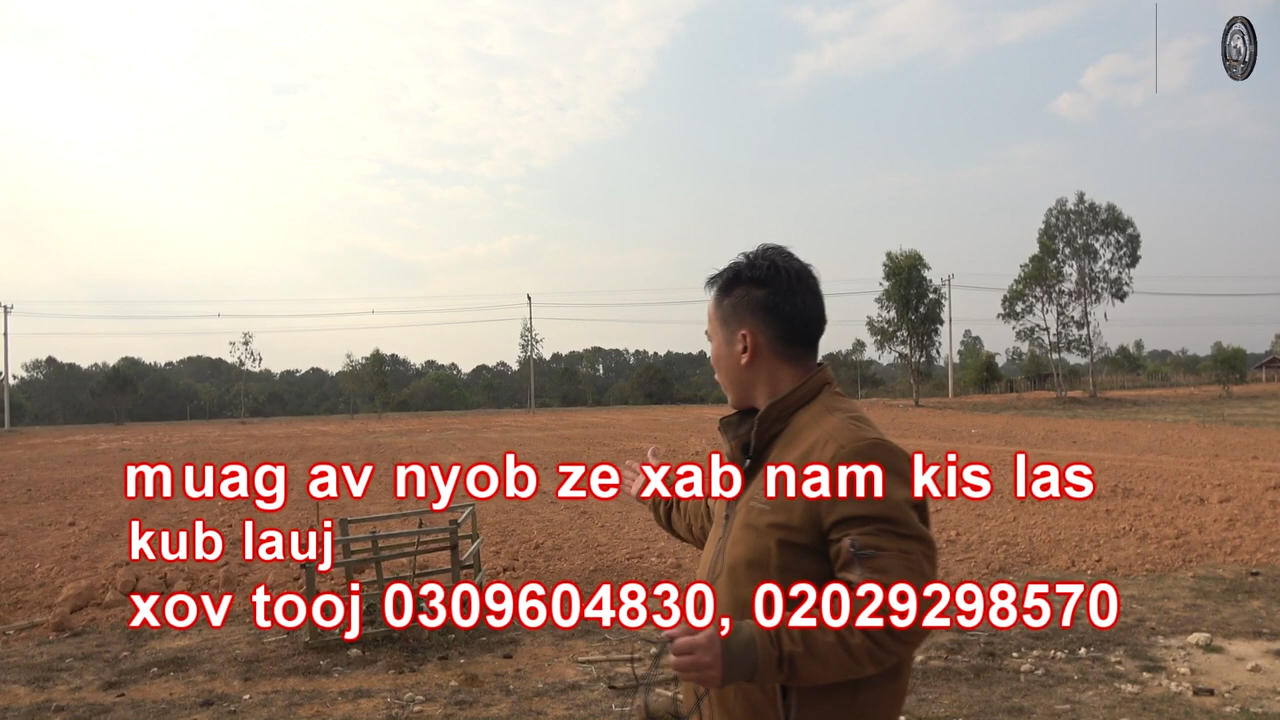 muag av nyob ze xab nam kis las
kub lauj
xov tooj 0309604830, 02029298570